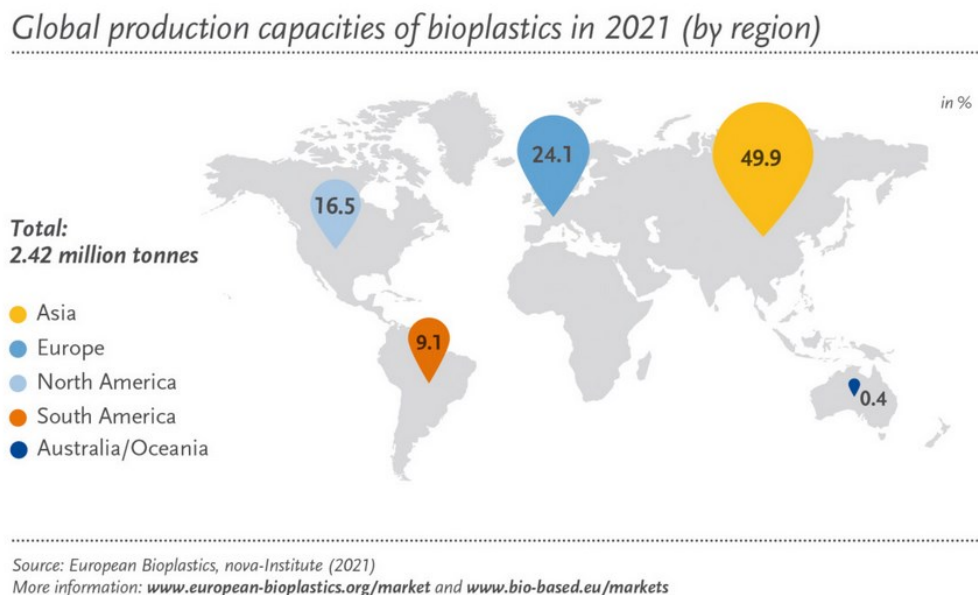 Global production capacities of bioplastics in 2021 (by region)
in %
24.1
49.9
16.5
Total:
2.42 million tonnes
Asia
Europe
North America
9.1
South America
0.4
Australia/Oceania
Source: European Bioplastics, nova-Institute (2021)
More information: www.european-bioplastics.org/market and www.bio-based.eu/markets